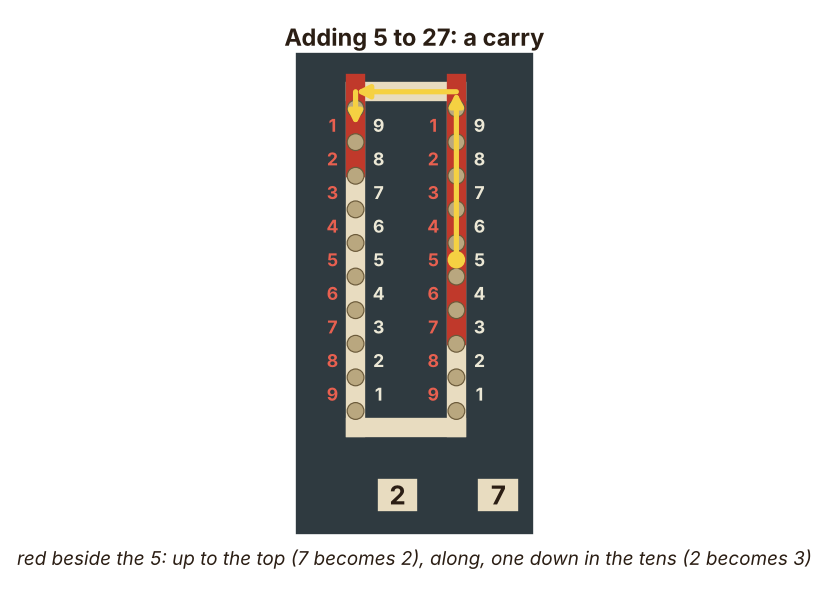 Adding 5 to 27: a carry
1 9 1 9
2 8 2 8
3 7 3 7
4 6 4 6
5 5 5 5
6 4 6 4
7 3 7 3
8 2 8 2
9 1 9 1
2 7
red beside the 5: up to the top (7 becomes 2), along, one down in the tens (2 becomes 3)